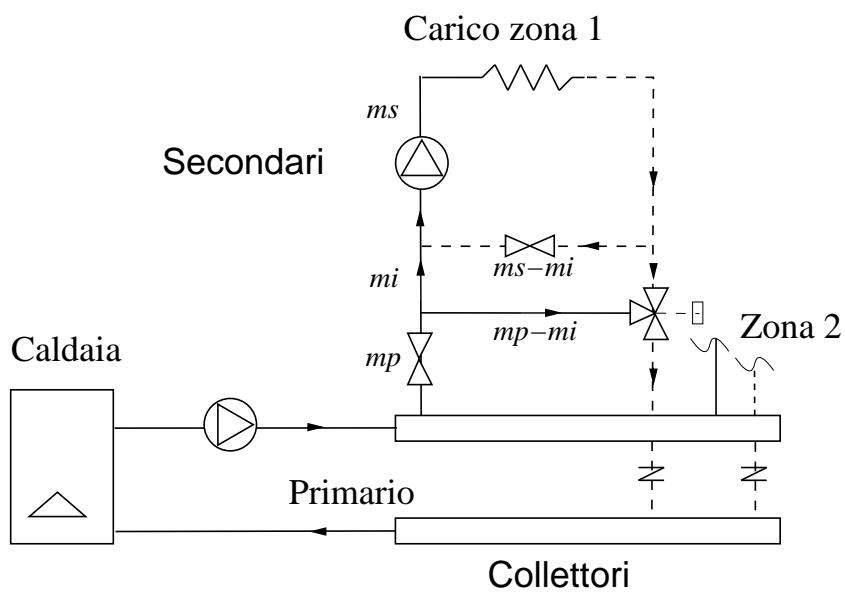 Carico zona 1
ms
Secondari
ms–mi
mi
mp–mi
Zona 2
Caldaia
mp
Primario
Collettori